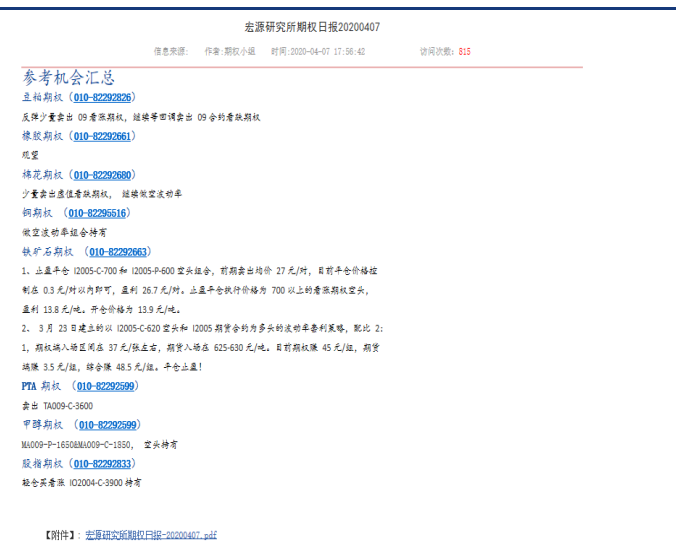 宏源研究所期权日报20200407
信息来源: 作者:期权小组 时间:2020-04-07 17:56:42 访问次数: 815
参考机会汇总
豆粕期权（010-82292826）
反弹少量卖出 09 看涨期权，继续等回调卖出 09 合约看跌期权
橡胶期权（010-82292661）
观望
棉花期权（010-82292680）
少量卖出虚值看跌期权， 继续做空波动率
铜期权 （010-82295516）
做空波动率组合持有
铁矿石期权 （010-82292663）
1、止盈平仓 I2005-C-700 和 I2005-P-600 空头组合，前期卖出均价 27 元/对，目前平仓价格控
制在 0.3 元/对以内即可，盈利 26.7 元/对。止盈平仓执行价格为 700 以上的看涨期权空头，
盈利 13.8 元/吨。开仓价格为 13.9 元/吨。
2、 3 月 23 日建立的以 I2005-C-620 空头和 I2005 期货合约为多头的波动率套利策略，配比 2:
1，期权端入场区间在 37 元/张左右，期货入场在 625-630 元/吨。目前期权赚 45 元/组，期货
端赚 3.5 元/组，综合赚 48.5 元/组。平仓止盈！
PTA 期权 （010-82292599）
卖出 TA009-C-3600
甲醇期权 （010-82292599）
MA009-P-1650&MA009-C-1850， 空头持有
股指期权（010-82292833）
轻仓买看涨 IO2004-C-3900 持有
【附件】: 宏源研究所期权日报-20200407.pdf